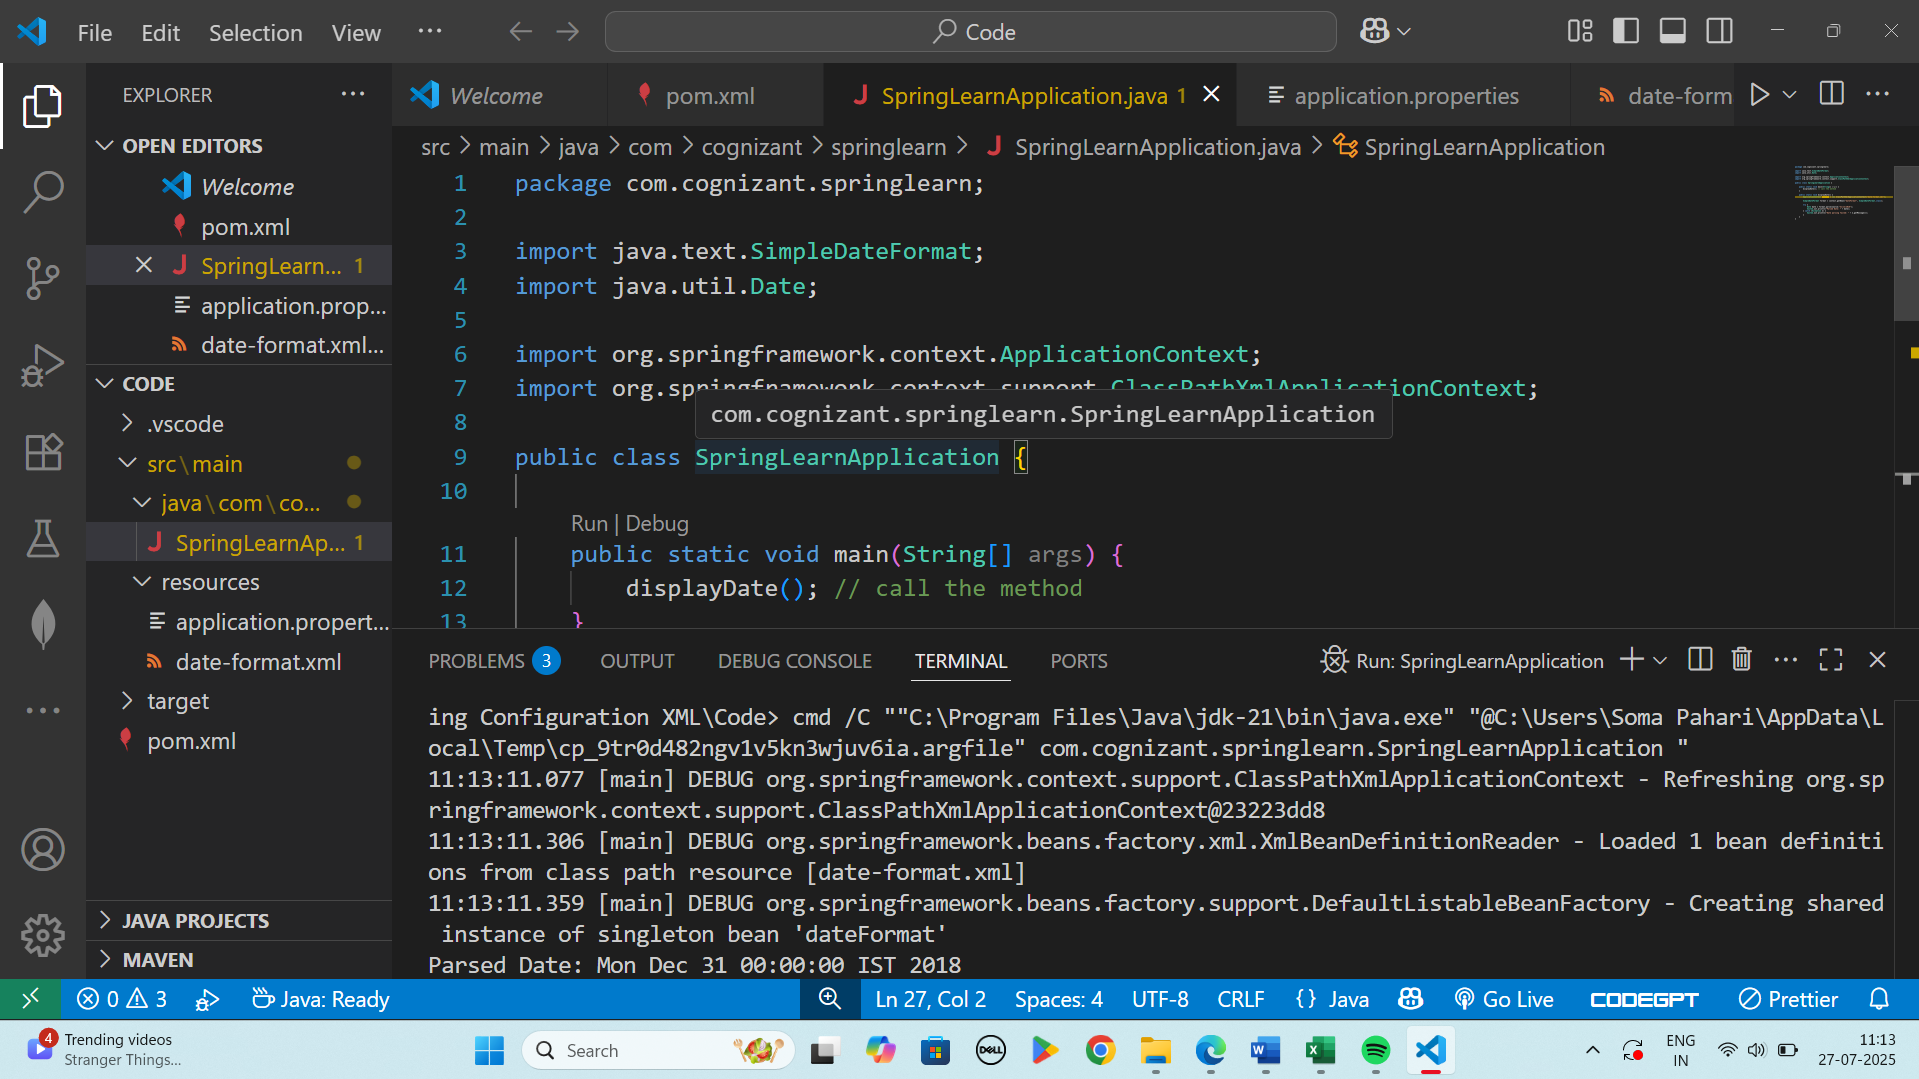 File Edit Selection View ··· Code
EXPLORER ···
OPEN EDITORS
Welcome
pom.xml
SpringLearn... 1
application.prop...
date-format.xml...
CODE
.vscode
src\main
java\com\co...
SpringLearnAp... 1
resources
application.propert...
date-format.xml
target
pom.xml
JAVA PROJECTS
MAVEN
Welcome pom.xml SpringLearnApplication.java 1 application.properties date-form
src > main > java > com > cognizant > springlearn > SpringLearnApplication.java > SpringLearnApplication
1 package com.cognizant.springlearn;
2
3 import java.text.SimpleDateFormat;
4 import java.util.Date;
5
6 import org.springframework.context.ApplicationContext;
7 import org.springframework.context.support.ClassPathXmlApplicationContext;
com.cognizant.springlearn.SpringLearnApplication
8
9 public class SpringLearnApplication {
10
Run | Debug
11 public static void main(String[] args) {
12 displayDate(); // call the method
13 }
PROBLEMS 3 OUTPUT DEBUG CONSOLE TERMINAL PORTS Run: SpringLearnApplication
ing Configuration XML\Code> cmd /C ""C:\Program Files\Java\jdk-21\bin\java.exe" "@C:\Users\Soma Pahari\AppData\L
ocal\Temp\cp_9tr0d482ngv1v5kn3wjuv6ia.argfile" com.cognizant.springlearn.SpringLearnApplication "
11:13:11.077 [main] DEBUG org.springframework.context.support.ClassPathXmlApplicationContext - Refreshing org.sp
ringframework.context.support.ClassPathXmlApplicationContext@23223dd8
11:13:11.306 [main] DEBUG org.springframework.beans.factory.xml.XmlBeanDefinitionReader - Loaded 1 bean definiti
ons from class path resource [date-format.xml]
11:13:11.359 [main] DEBUG org.springframework.beans.factory.support.DefaultListableBeanFactory - Creating shared
instance of singleton bean 'dateFormat'
Parsed Date: Mon Dec 31 00:00:00 IST 2018
0 3 Java: Ready Ln 27, Col 2 Spaces: 4 UTF-8 CRLF {} Java Go Live CODEGPT Prettier
4 Trending videos
Stranger Things...
Search
DELL
ENG
IN
11:13
27-07-2025